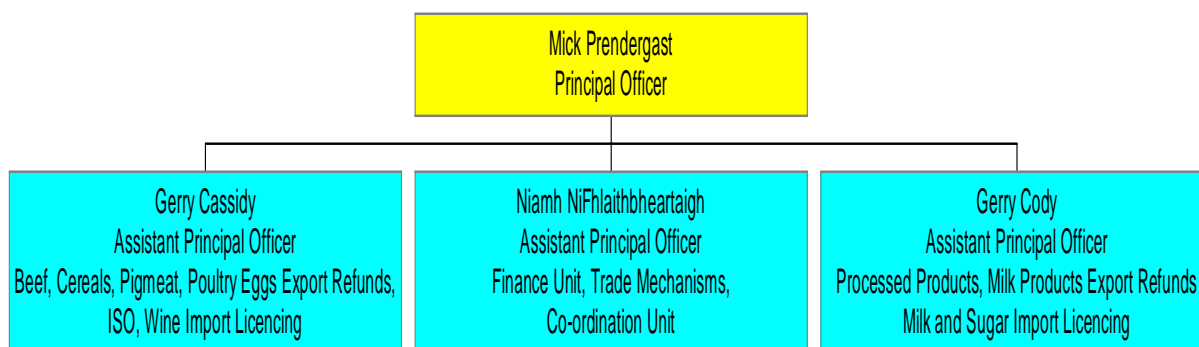 Mick Prendergast
Principal Officer
Gerry Cassidy
Assistant Principal Officer
Beef, Cereals, Pigmeat, Poultry Eggs Export Refunds,
ISO, Wine Import Licencing
Niamh NiFhlaithbheartaigh
Assistant Principal Officer
Finance Unit, Trade Mechanisms,
Co-ordination Unit
Gerry Cody
Assistant Principal Officer
Processed Products, Milk Products Export Refunds
Milk and Sugar Import Licencing